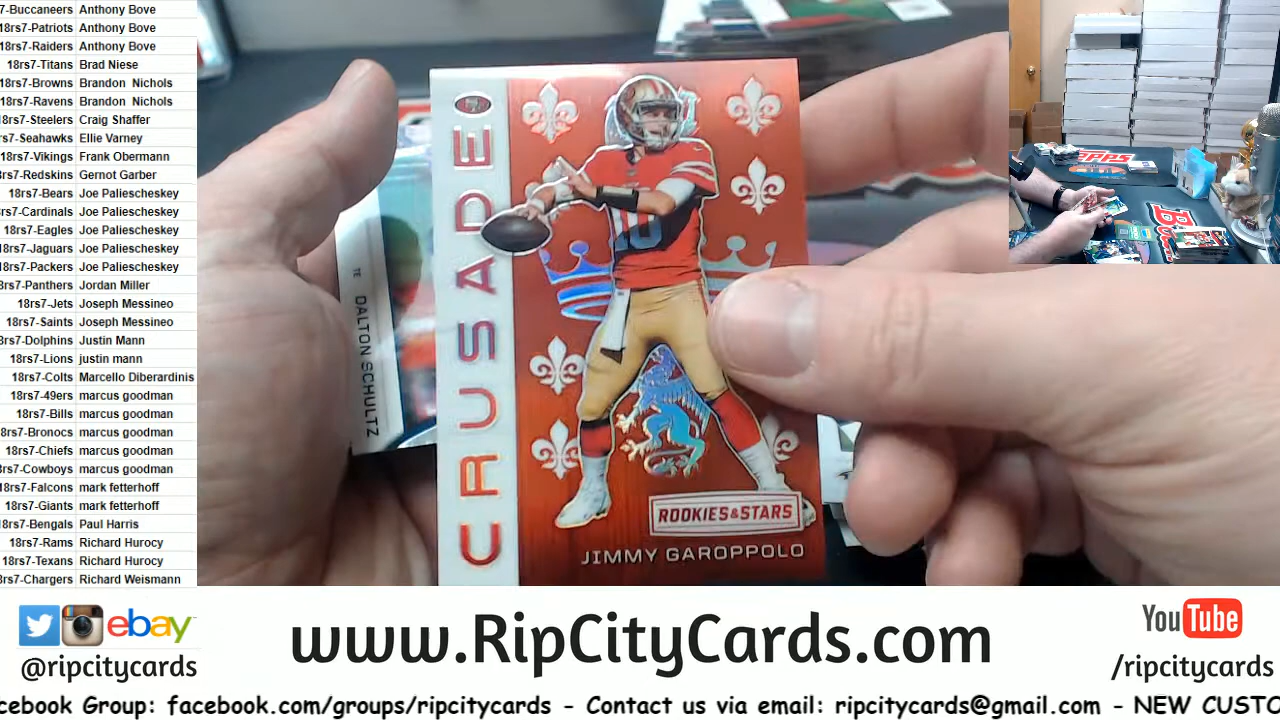 7-Buccaneers Anthony Bove
18rs7-Patriots Anthony Bove
18rs7-Raiders Anthony Bove
18rs7-Titans Brad Niese
18rs7-Browns Brandon Nichols
18rs7-Ravens Brandon Nichols
18rs7-Steelers Craig Shaffer
rs7-Seahawks Ellie Varney
18rs7-Vikings Frank Obermann
rs7-Redskins Gernot Garber
18rs7-Bears Joe Paliescheskey
rs7-Cardinals Joe Paliescheskey
18rs7-Eagles Joe Paliescheskey
18rs7-Jaguars Joe Paliescheskey
18rs7-Packers Joe Paliescheskey
18rs7-Panthers Jordan Miller
18rs7-Jets Joseph Messineo
18rs7-Saints Joseph Messineo
8rs7-Dolphins Justin Mann
18rs7-Lions justin mann
18rs7-Colts Marcello Diberardinis
18rs7-49ers marcus goodman
18rs7-Bills marcus goodman
8rs7-Bronocs marcus goodman
18rs7-Chiefs marcus goodman
8rs7-Cowboys marcus goodman
18rs7-Falcons mark fetterhoff
18rs7-Giants mark fetterhoff
8rs7-Bengals Paul Harris
18rs7-Rams Richard Hurocy
18rs7-Texans Richard Hurocy
8rs7-Chargers Richard Weismann
CRUSADE
10
ROOKIES&STARS
JIMMY GAROPPOLO
TE DALTON SCHULTZ
TOPPS
ebay
@ripcitycards
www.RipCityCards.com
YouTube
/ripcitycards
cebook Group: facebook.com/groups/ripcitycards - Contact us via email: ripcitycards@gmail.com - NEW CUSTO